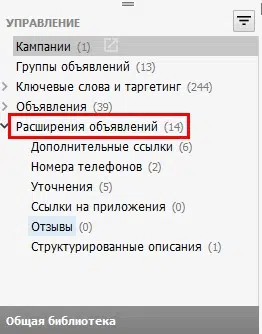 УПРАВЛЕНИЕ
Кампании (1)
Группы объявлений (13)
Ключевые слова и таргетинг (244)
Объявления (39)
Расширения объявлений (14)
Дополнительные ссылки (6)
Номера телефонов (2)
Уточнения (5)
Ссылки на приложения (0)
Отзывы (0)
Структурированные описания (1)
Общая библиотека